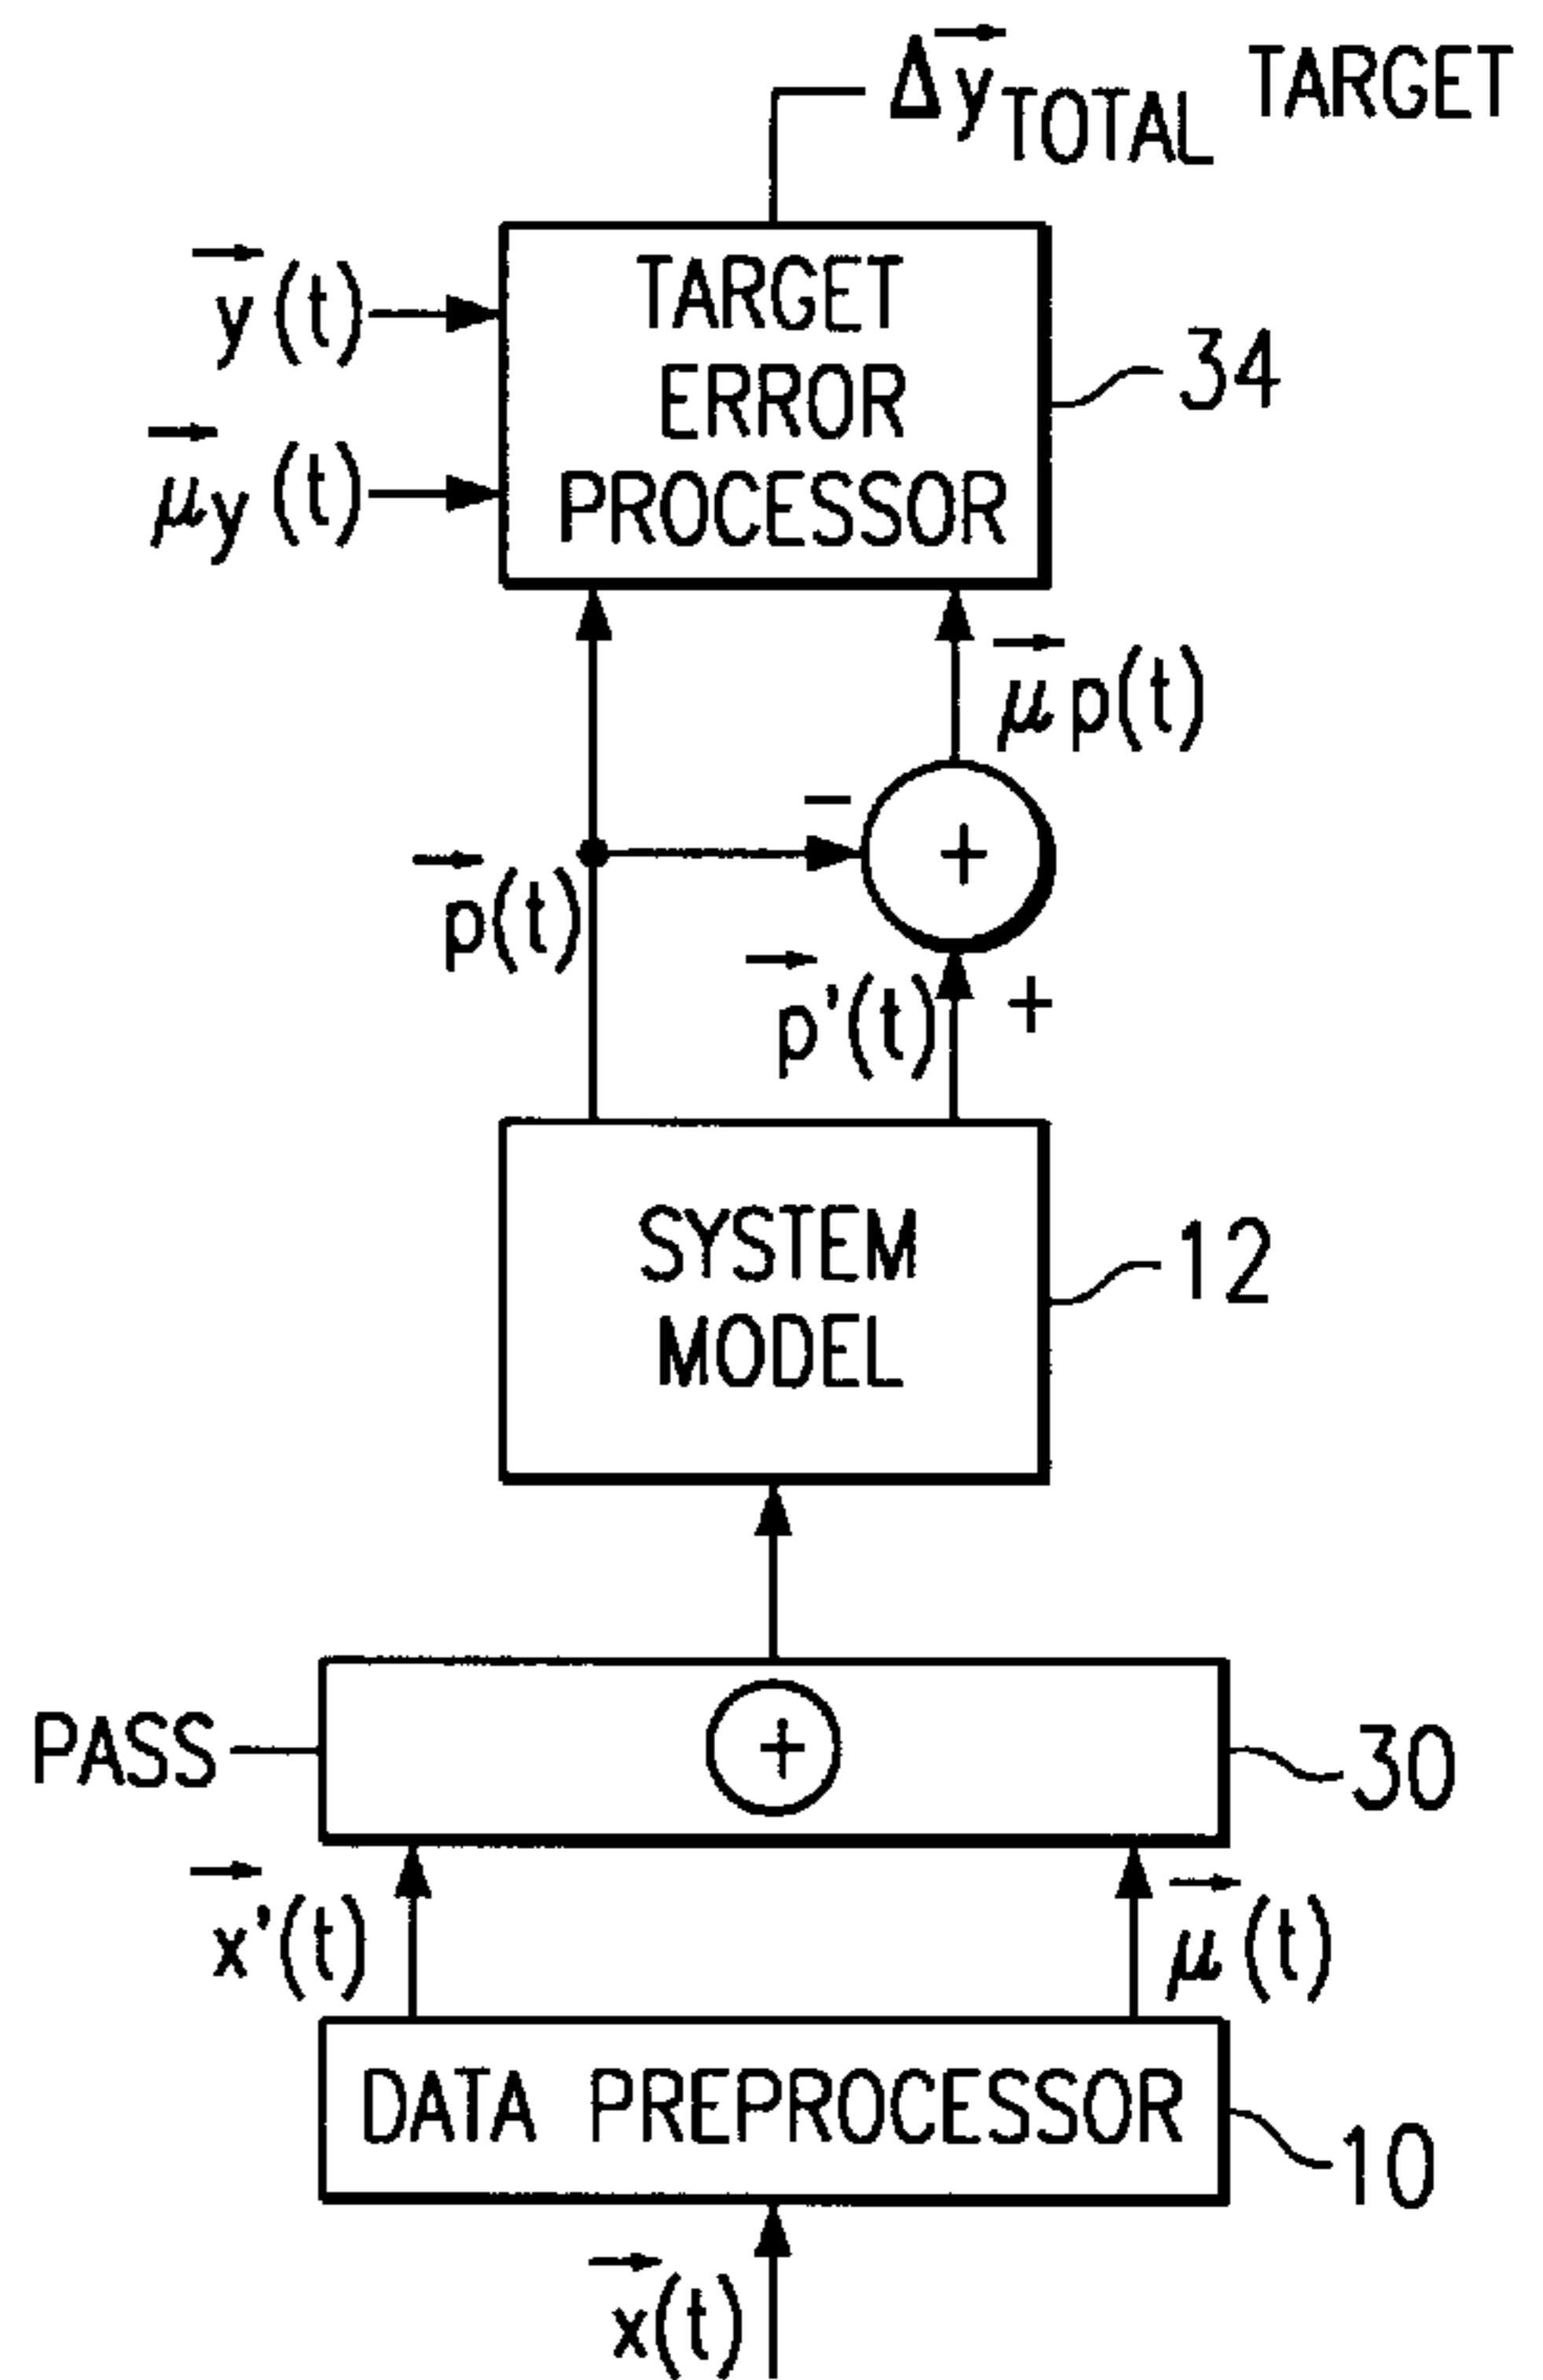 Δy⃗TOTAL TARGET
y⃗(t)
TARGET
ERROR
PROCESSOR
34
μ⃗y(t)
μ⃗p(t)
−
+
p⃗(t)
p⃗'(t)
+
SYSTEM
MODEL
12
PASS
+
30
x⃗'(t)
μ⃗(t)
DATA PREPROCESSOR
10
x⃗(t)